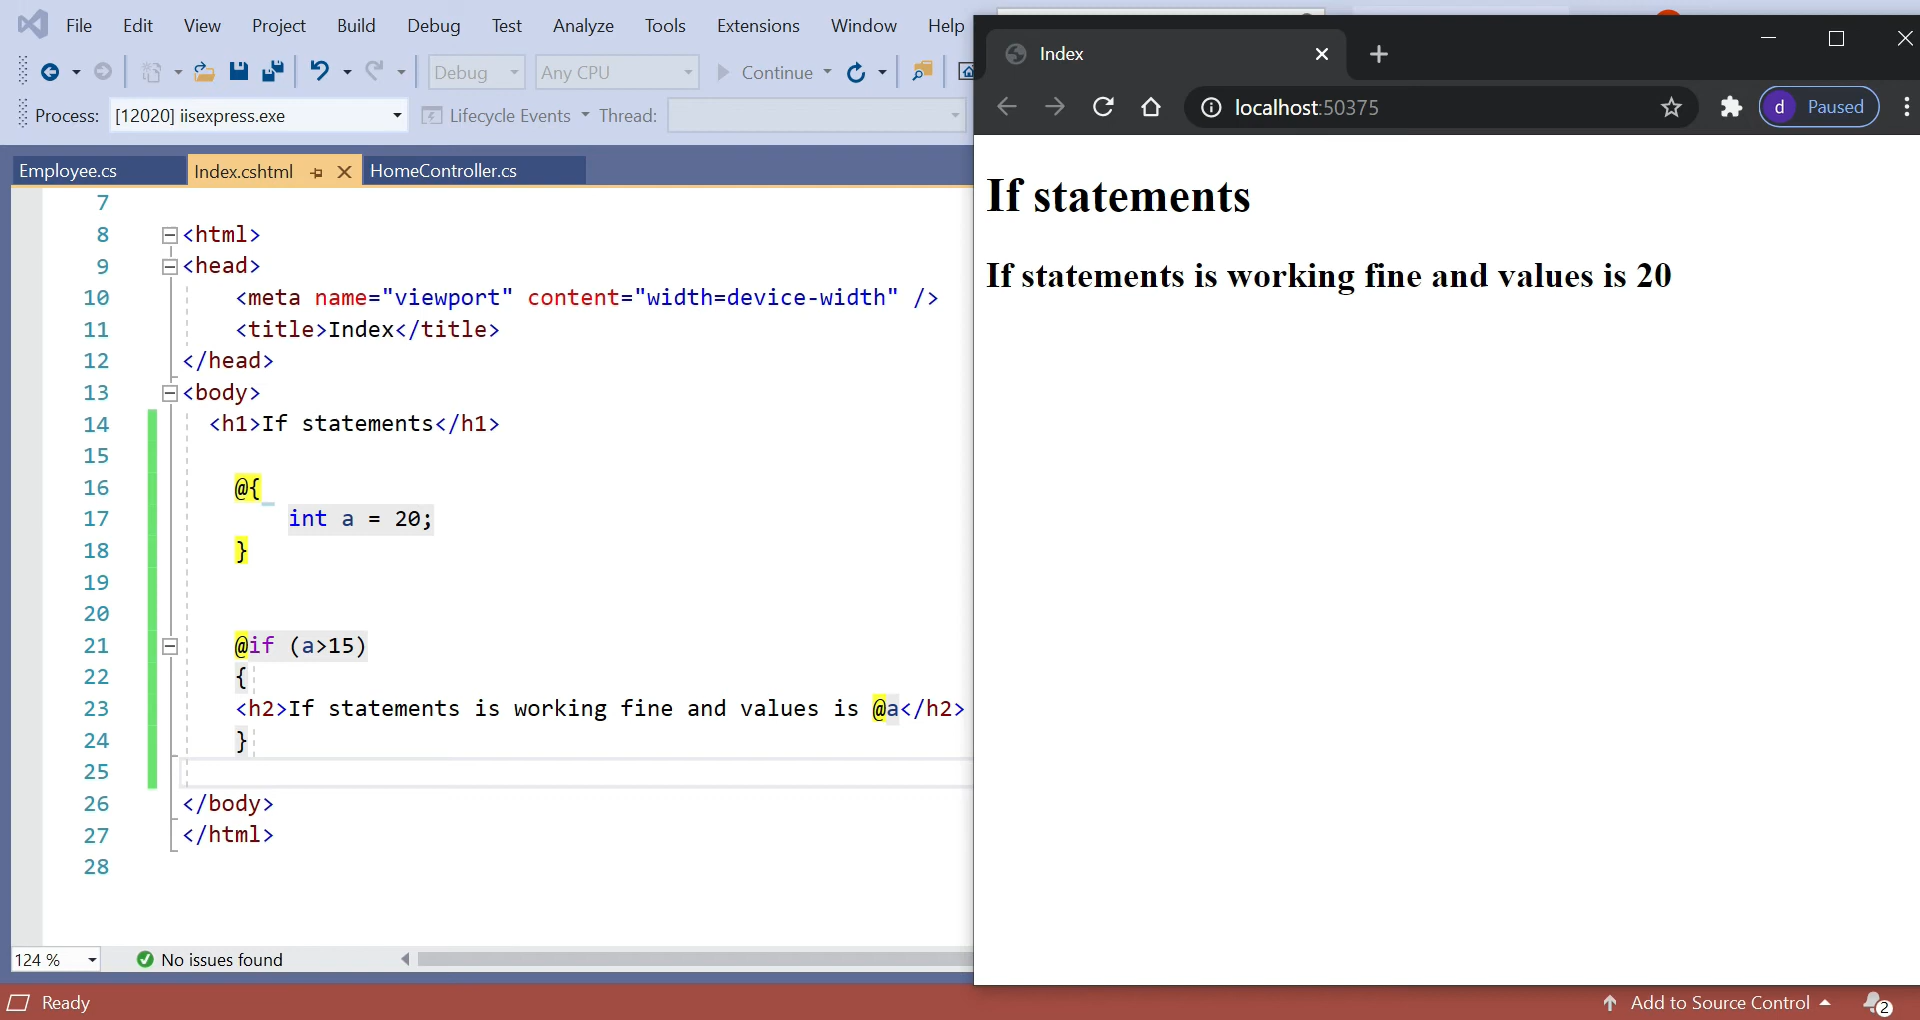 File Edit View Project Build Debug Test Analyze Tools Extensions Window Help
Debug Any CPU Continue
Process: [12020] iisexpress.exe Lifecycle Events Thread:
Employee.cs Index.cshtml HomeController.cs
7
8 <html>
9 <head>
10 <meta name="viewport" content="width=device-width" />
11 <title>Index</title>
12 </head>
13 <body>
14 <h1>If statements</h1>
15
16 @{
17 int a = 20;
18 }
19
20
21 @if (a>15)
22 {
23 <h2>If statements is working fine and values is @a</h2>
24 }
25
26 </body>
27 </html>
28
124 % No issues found
Ready
Add to Source Control 2
Index
localhost:50375 d Paused
If statements
If statements is working fine and values is 20